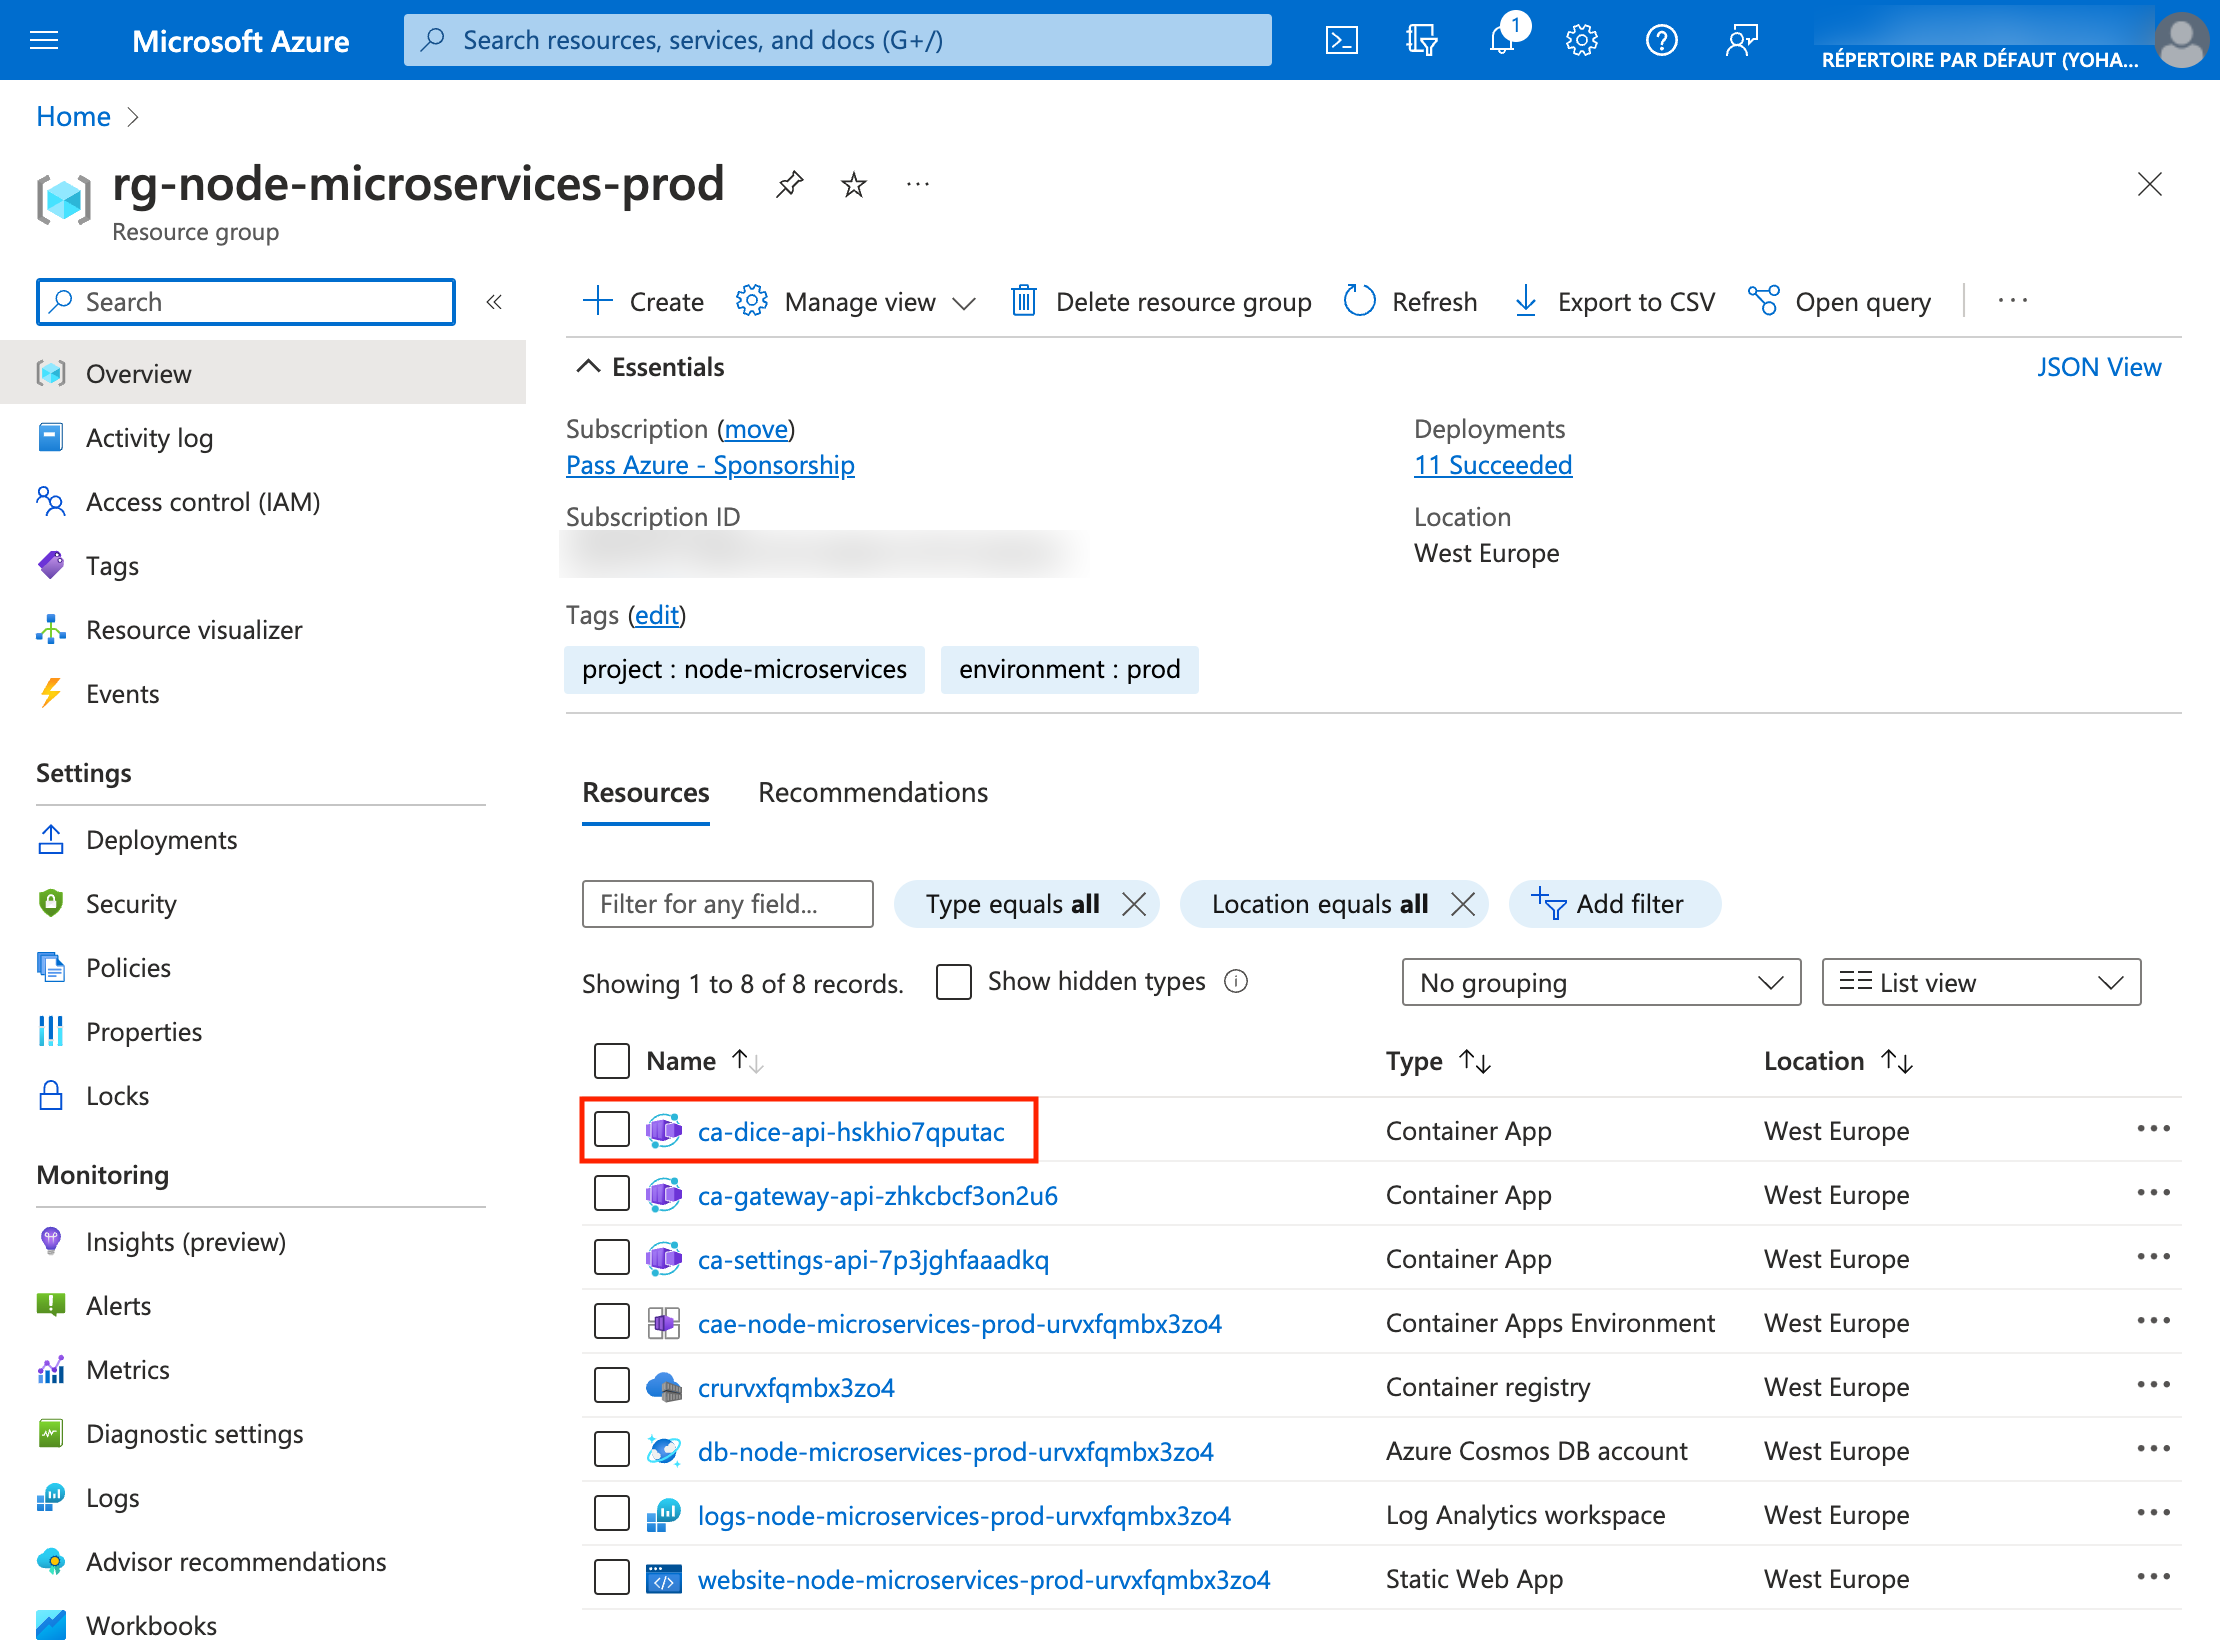 Microsoft Azure
Search resources, services, and docs (G+/)
1
RÉPERTOIRE PAR DÉFAUT (YOHA...
Home
rg-node-microservices-prod
Resource group
Search
Overview
Activity log
Access control (IAM)
Tags
Resource visualizer
Events
Settings
Deployments
Security
Policies
Properties
Locks
Monitoring
Insights (preview)
Alerts
Metrics
Diagnostic settings
Logs
Advisor recommendations
Workbooks
Create
Manage view
Delete resource group
Refresh
Export to CSV
Open query
Essentials
JSON View
Subscription (move)
Pass Azure - Sponsorship
Subscription ID
Deployments
11 Succeeded
Location
West Europe
Tags (edit)
project : node-microservices
environment : prod
Resources
Recommendations
Filter for any field...
Type equals all
Location equals all
Add filter
Showing 1 to 8 of 8 records.
Show hidden types
No grouping
List view
Name Type Location
ca-dice-api-hskhio7qputac Container App West Europe
ca-gateway-api-zhkcbcf3on2u6 Container App West Europe
ca-settings-api-7p3jghfaaadkq Container App West Europe
cae-node-microservices-prod-urvxfqmbx3zo4 Container Apps Environment West Europe
crurvxfqmbx3zo4 Container registry West Europe
db-node-microservices-prod-urvxfqmbx3zo4 Azure Cosmos DB account West Europe
logs-node-microservices-prod-urvxfqmbx3zo4 Log Analytics workspace West Europe
website-node-microservices-prod-urvxfqmbx3zo4 Static Web App West Europe